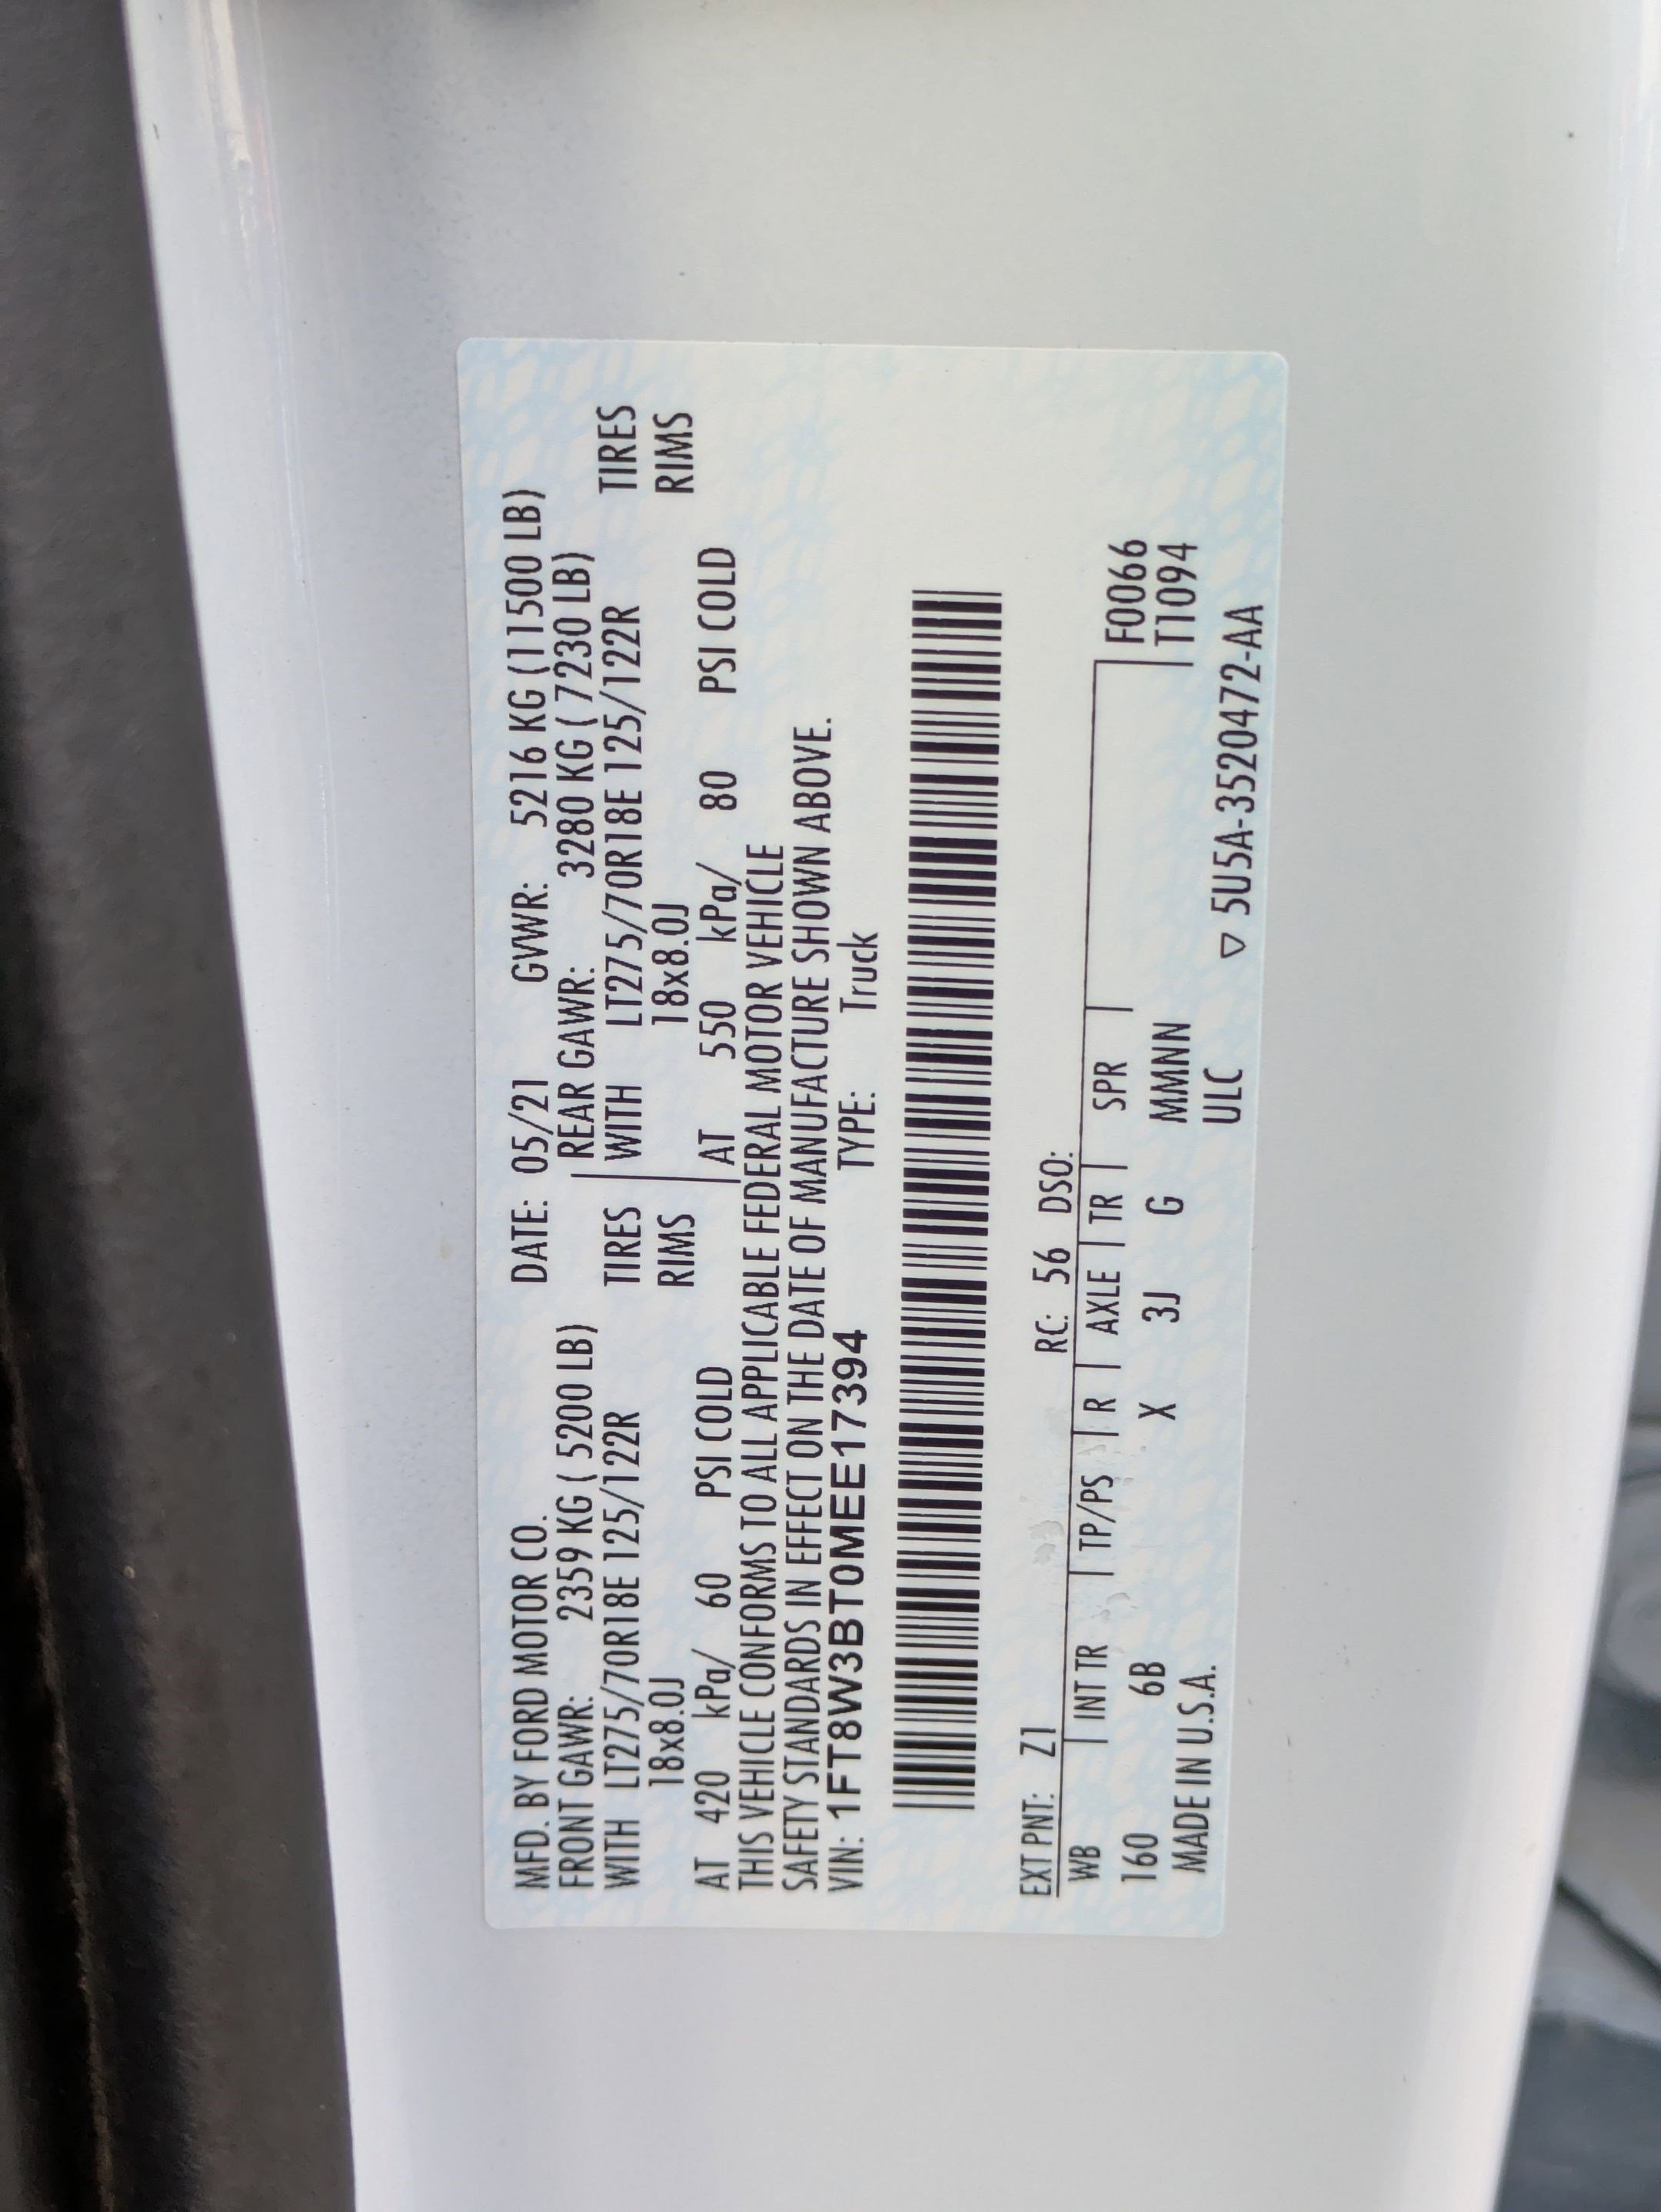 MFD. BY FORD MOTOR CO. DATE: 05/21 GVWR: 5216 KG (11500 LB)
FRONT GAWR: 2359 KG ( 5200 LB) REAR GAWR: 3280 KG ( 7230 LB)
WITH LT275/70R18E 125/122R TIRES WITH LT275/70R18E 125/122R TIRES
18x8.0J RIMS 18x8.0J RIMS
AT 420 kPa/ 60 PSI COLD AT 550 kPa/ 80 PSI COLD
THIS VEHICLE CONFORMS TO ALL APPLICABLE FEDERAL MOTOR VEHICLE
SAFETY STANDARDS IN EFFECT ON THE DATE OF MANUFACTURE SHOWN ABOVE.
VIN: 1FT8W3BT0MEE17394 TYPE: Truck
EXT PNT: Z1 RC: 56 DSO:
WB INT TR TP/PS R AXLE TR SPR F0066
160 6B X 3J G MMNN T1094
MADE IN U.S.A. ULC ▽ 5U5A-3520472-AA